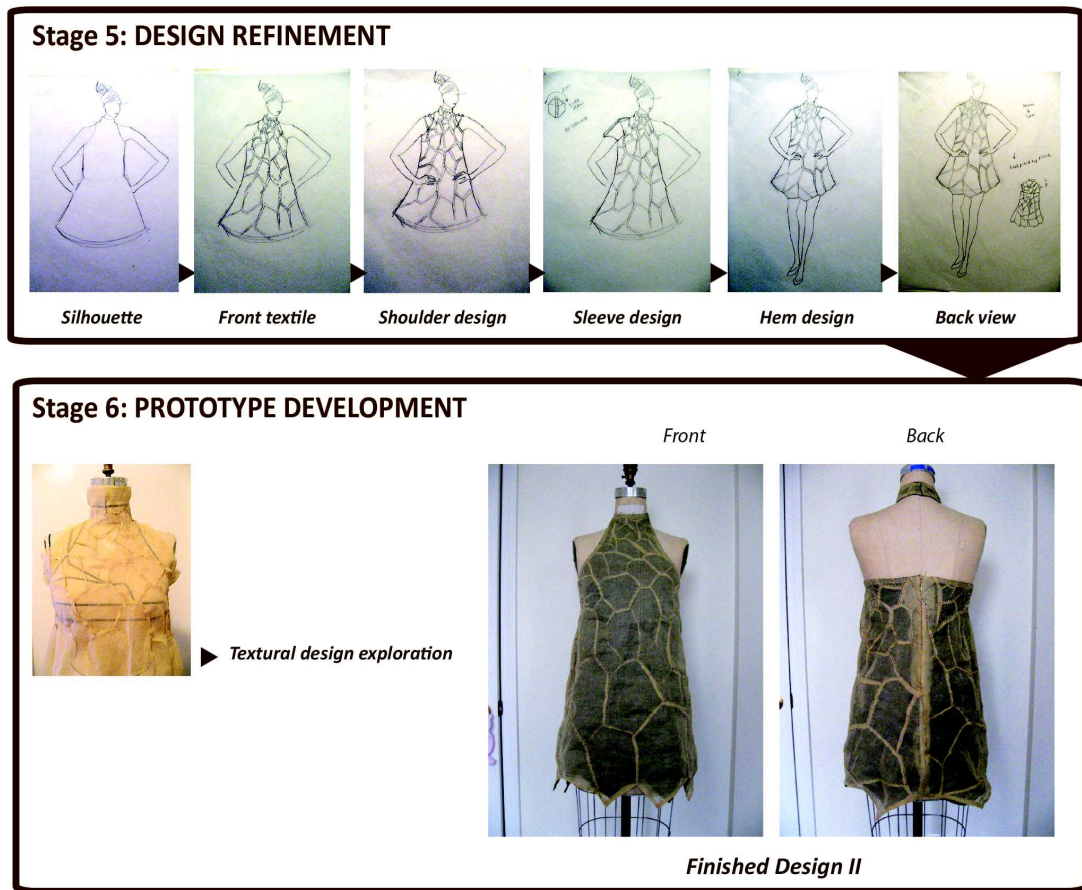 Stage 5: DESIGN REFINEMENT
Silhouette
Front textile
Shoulder design
Sleeve design
Hem design
Back view
Stage 6: PROTOTYPE DEVELOPMENT
Front
Back
Textural design exploration
Finished Design II